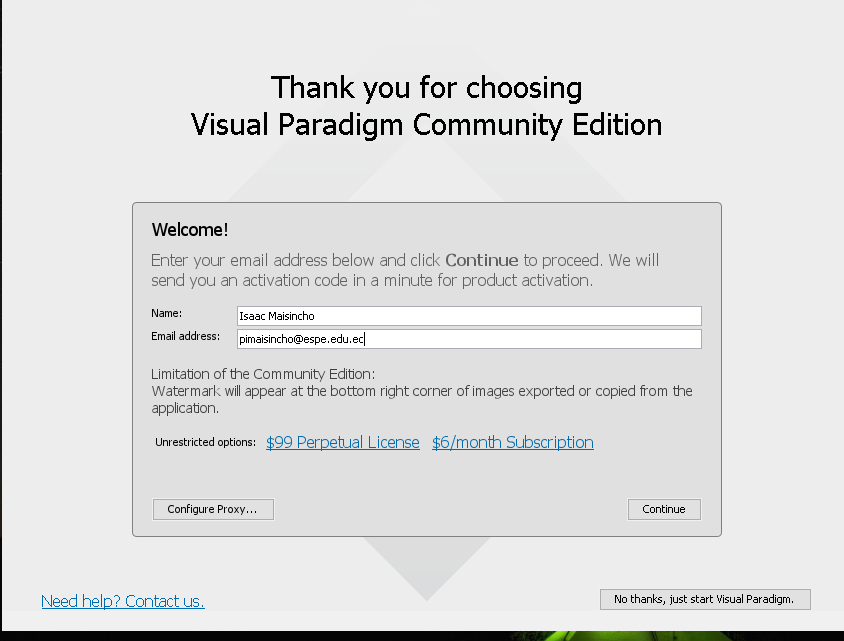 Thank you for choosing
Visual Paradigm Community Edition
Welcome!
Enter your email address below and click Continue to proceed. We will
send you an activation code in a minute for product activation.
Name: Isaac Maisincho
Email address: pimaisincho@espe.edu.ec
Limitation of the Community Edition:
Watermark will appear at the bottom right corner of images exported or copied from the
application.
Unrestricted options: $99 Perpetual License $6/month Subscription
Configure Proxy... Continue
Need help? Contact us. No thanks, just start Visual Paradigm.